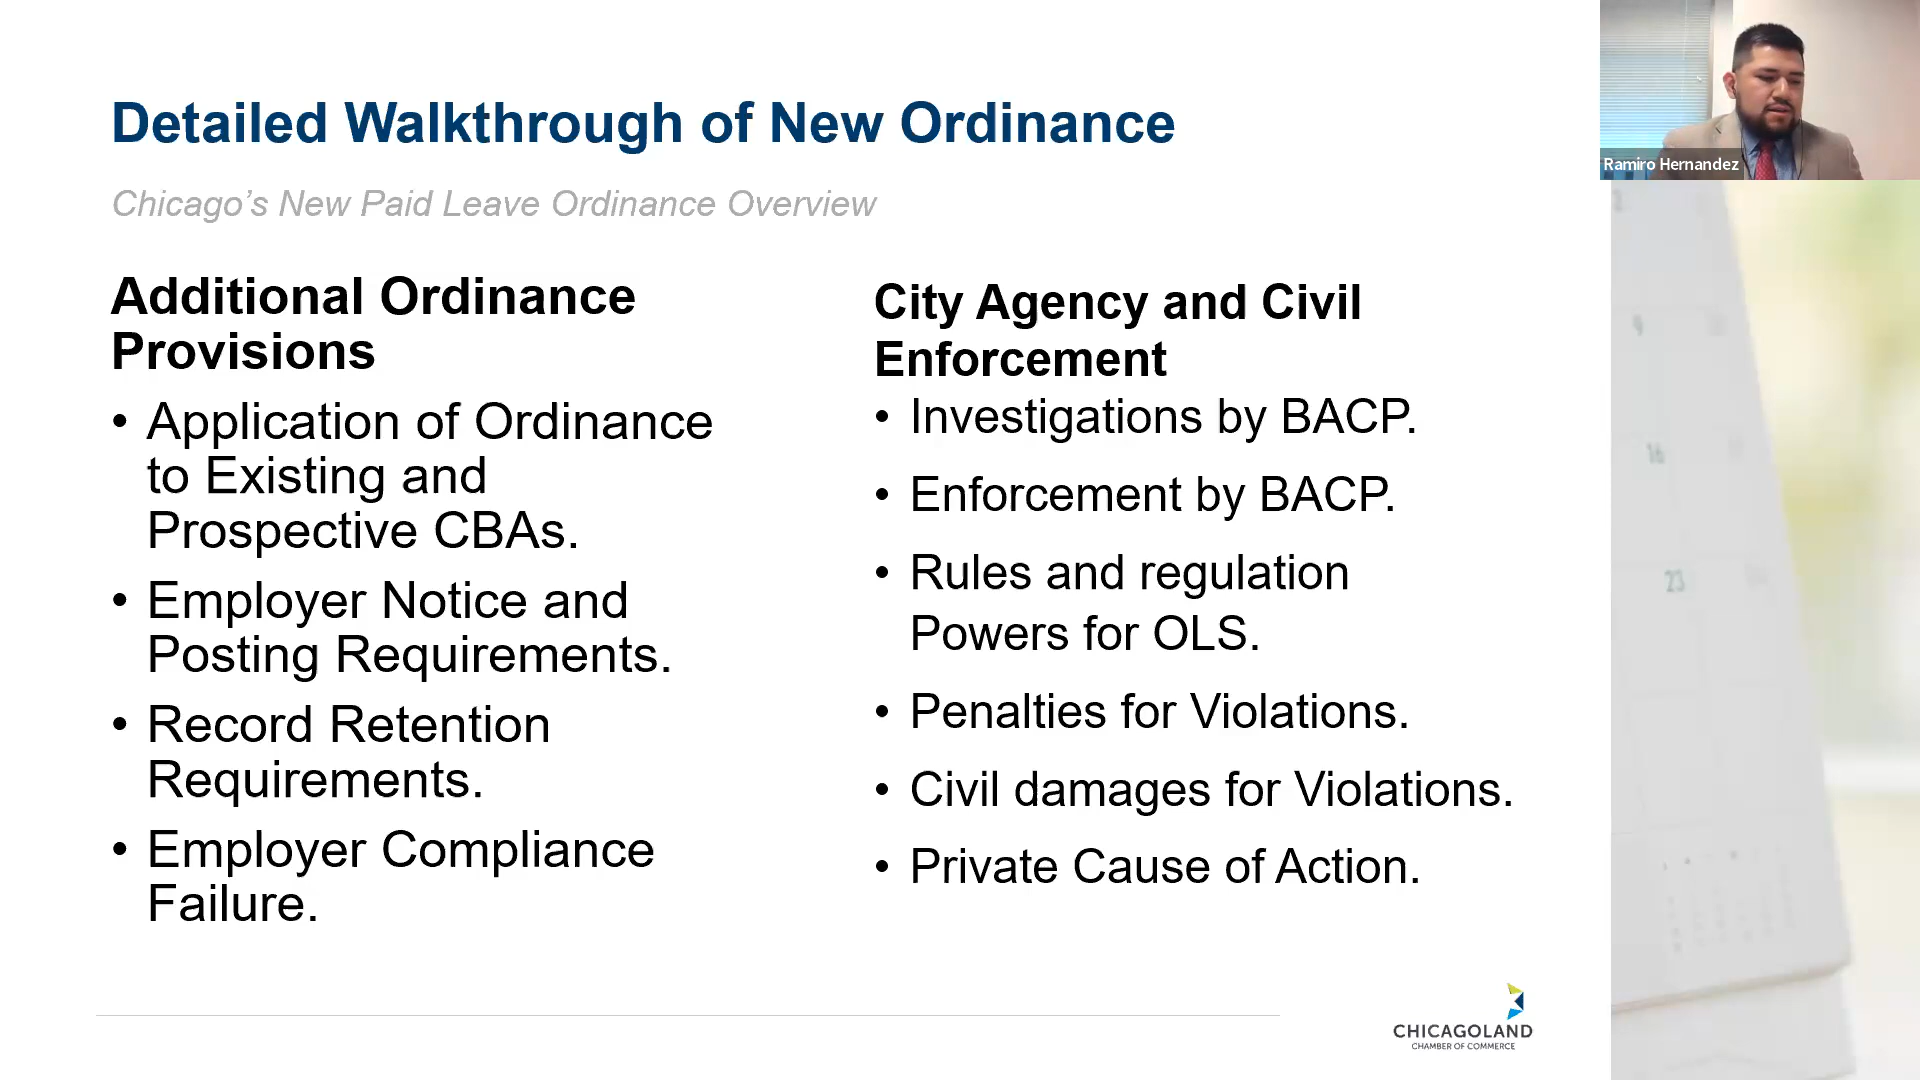 Detailed Walkthrough of New Ordinance
Chicago’s New Paid Leave Ordinance Overview
Additional Ordinance
Provisions
• Application of Ordinance
to Existing and
Prospective CBAs.
• Employer Notice and
Posting Requirements.
• Record Retention
Requirements.
• Employer Compliance
Failure.
City Agency and Civil
Enforcement
• Investigations by BACP.
• Enforcement by BACP.
• Rules and regulation
Powers for OLS.
• Penalties for Violations.
• Civil damages for Violations.
• Private Cause of Action.
Ramiro Hernandez
9
16
23
CHICAGOLAND
CHAMBER OF COMMERCE